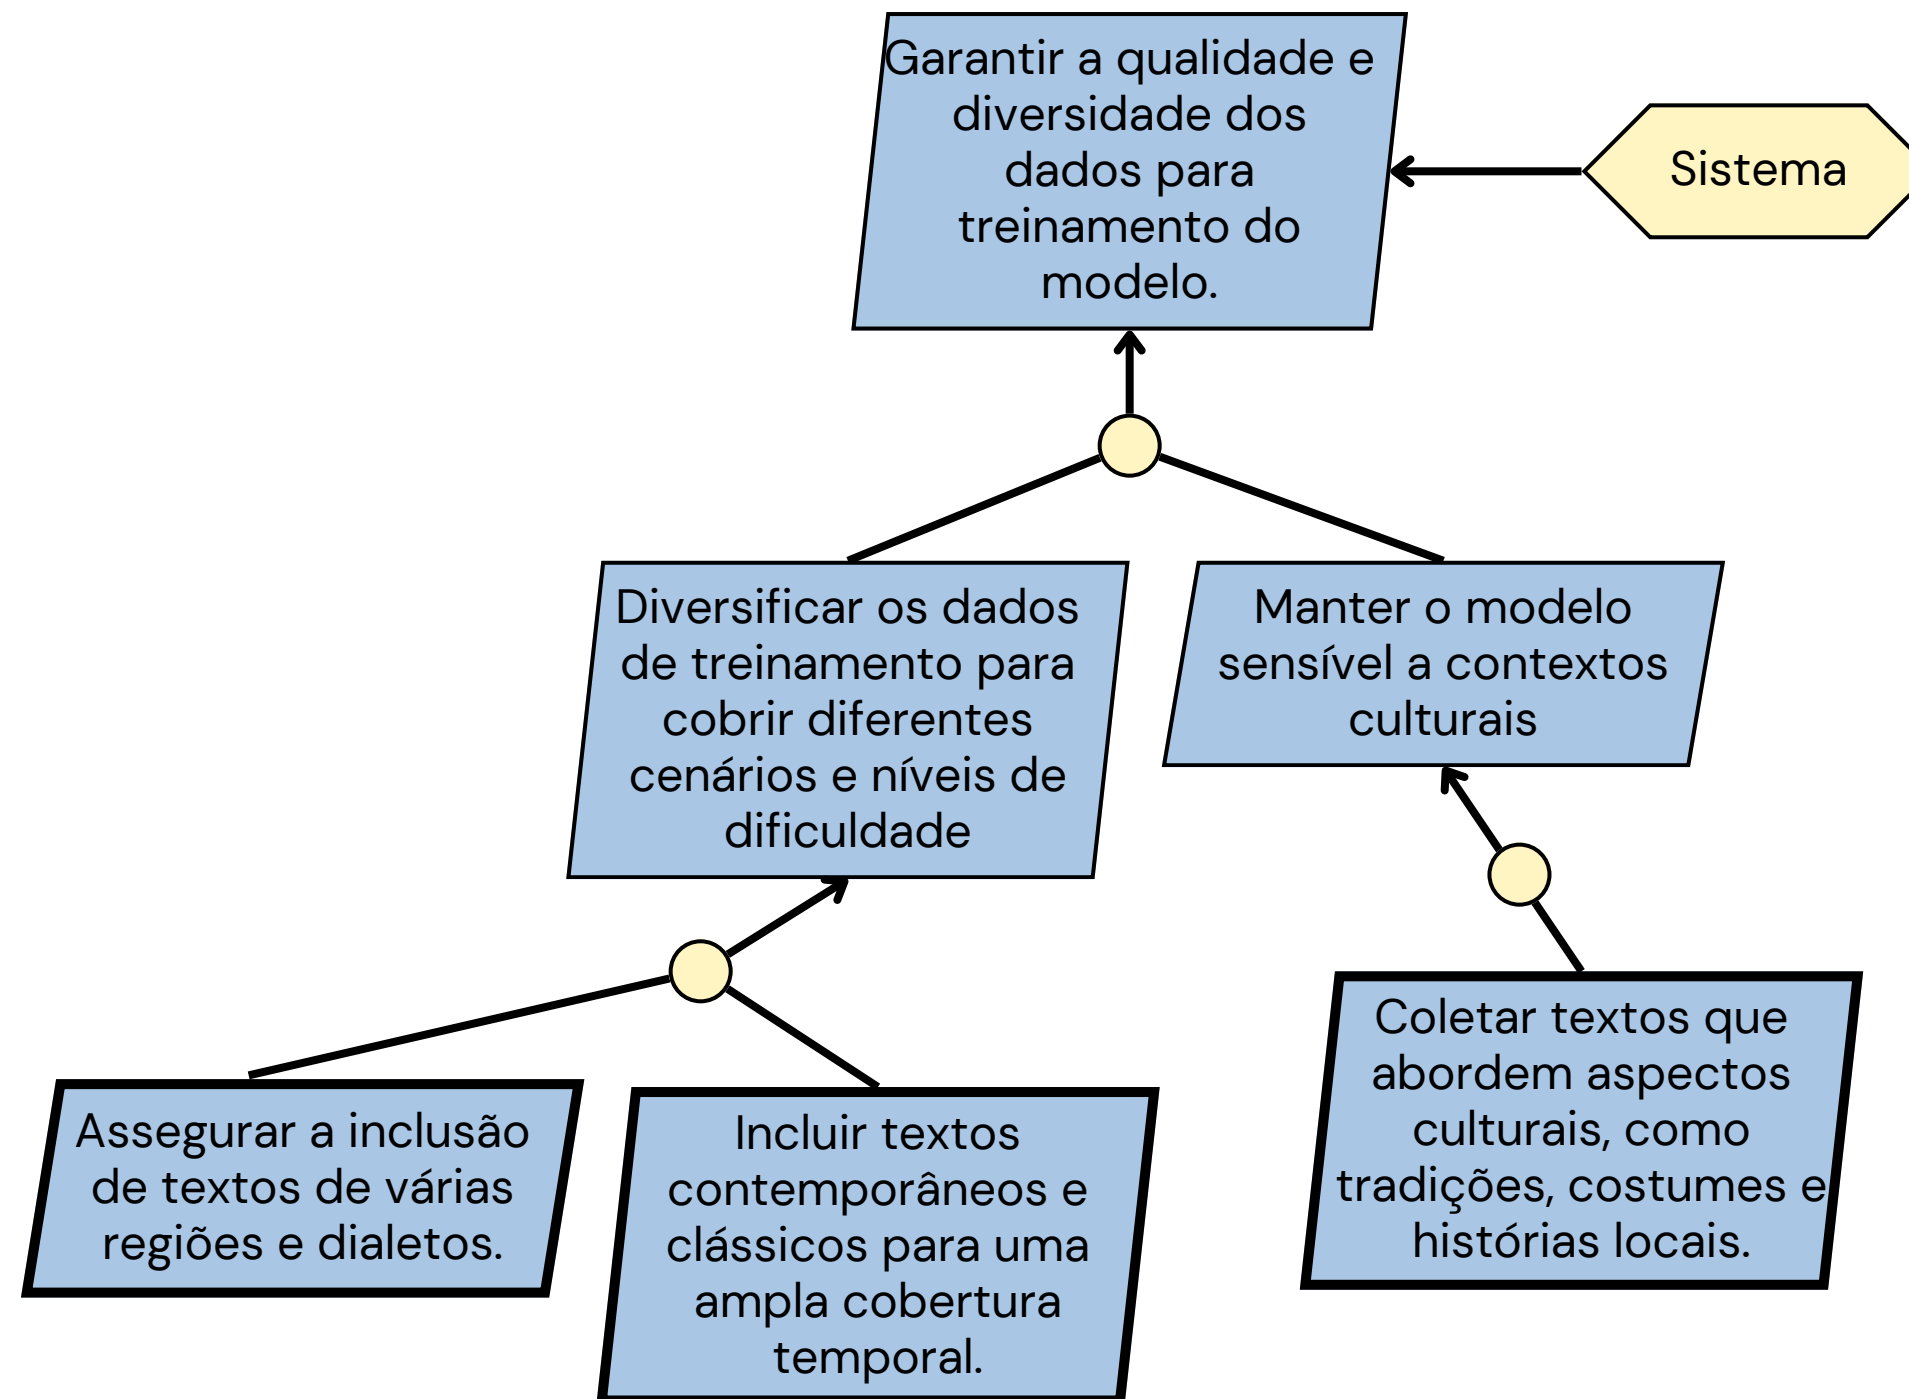 Garantir a qualidade e
diversidade dos
dados para
treinamento do
modelo.
Sistema
Diversificar os dados
de treinamento para
cobrir diferentes
cenários e níveis de
dificuldade
Manter o modelo
sensível a contextos
culturais
Assegurar a inclusão
de textos de várias
regiões e dialetos.
Incluir textos
contemporâneos e
clássicos para uma
ampla cobertura
temporal.
Coletar textos que
abordem aspectos
culturais, como
tradições, costumes e
histórias locais.